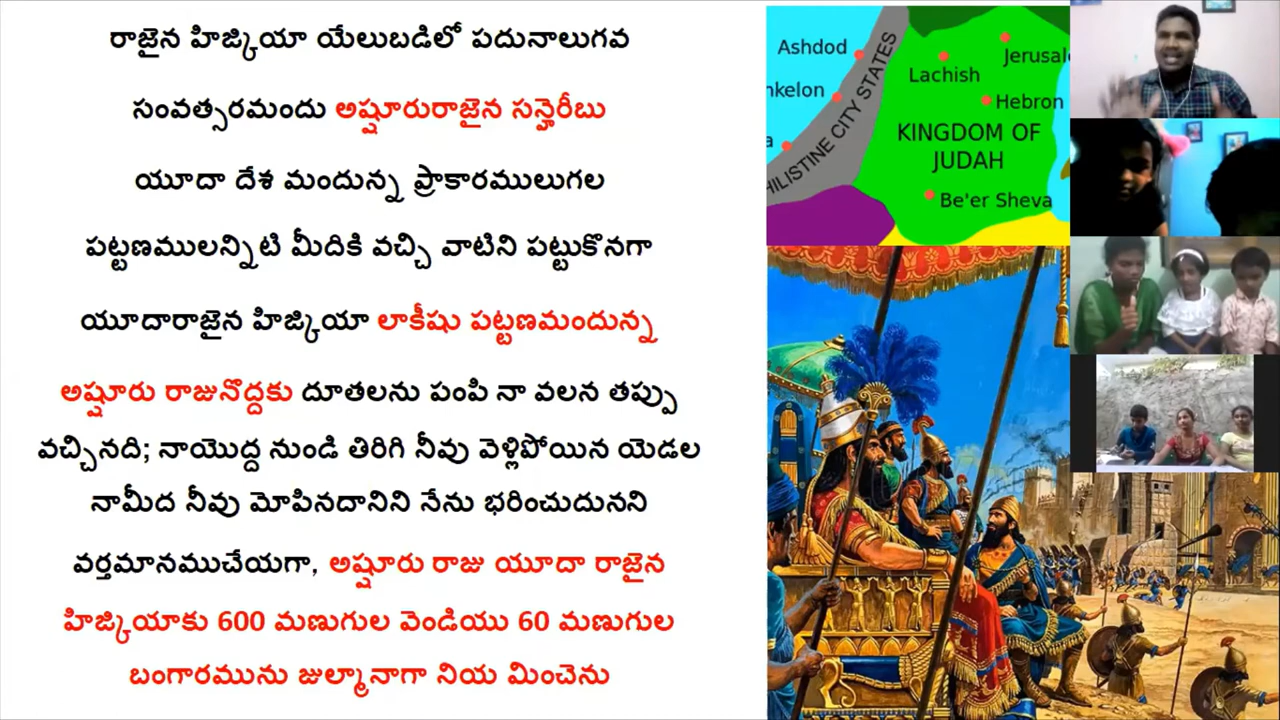 రాజైన హిజ్కియా యేలుబడిలో పదునాలుగవ
సంవత్సరమందు అష్షూరురాజైన సన్హెరీబు
యూదా దేశ మందున్న ప్రాకారములుగల
పట్టణములన్నిటి మీదికి వచ్చి వాటిని పట్టుకొనగా
యూదారాజైన హిజ్కియా లాకీషు పట్టణమందున్న
అష్షూరు రాజునొద్దకు దూతలను పంపి నా వలన తప్పు
వచ్చినది; నాయొద్ద నుండి తిరిగి నీవు వెళ్లిపోయిన యెడల
నామీద నీవు మోపినదానిని నేను భరించుదునని
వర్తమానముచేయగా, అష్షూరు రాజు యూదా రాజైన
హిజ్కియాకు 600 మణుగుల వెండియు 60 మణుగుల
బంగారమును జుల్మానాగా నియ మించెను
Ashdod
nkelon
a
HILISTINE CITY STATES
Jerusal
Lachish
Hebron
KINGDOM OF
JUDAH
Be'er Sheva